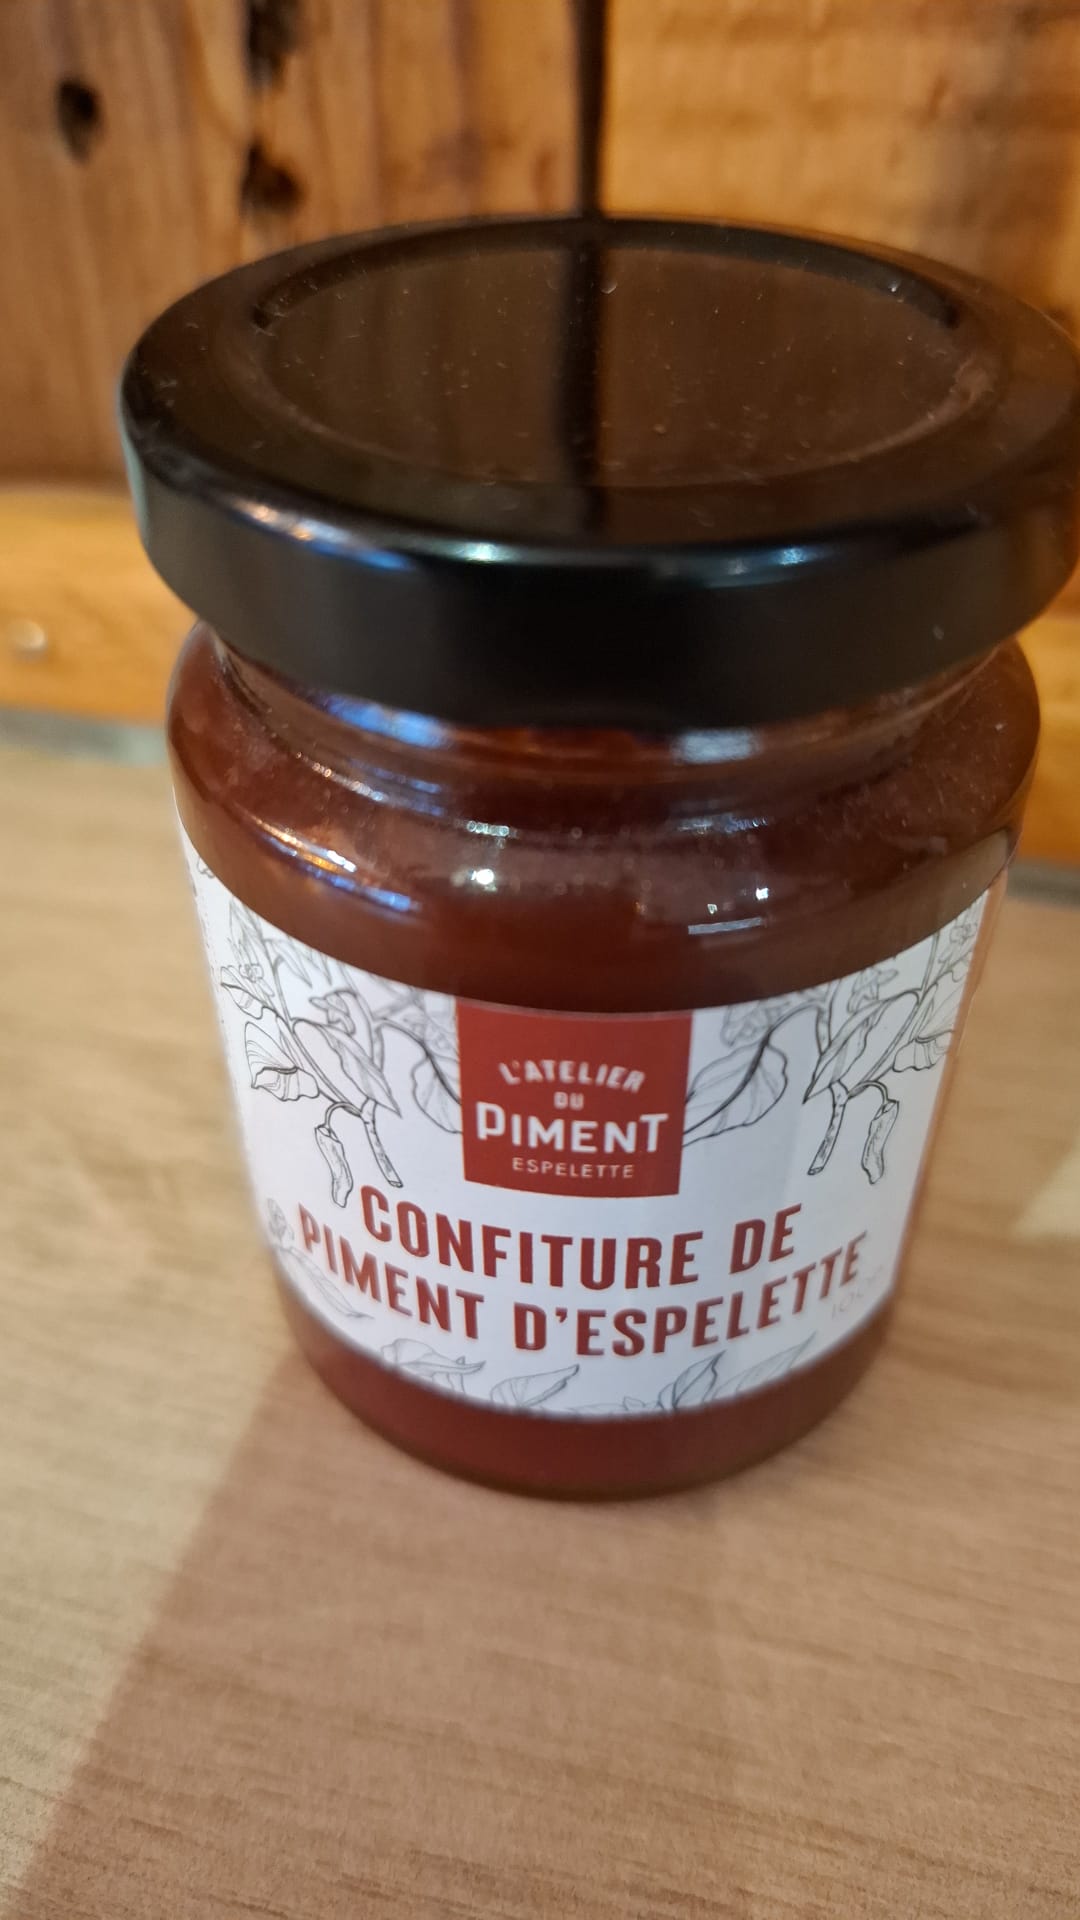 L'ATELIER
DU
PIMENT
ESPELETTE
CONFITURE DE
PIMENT D'ESPELETTE